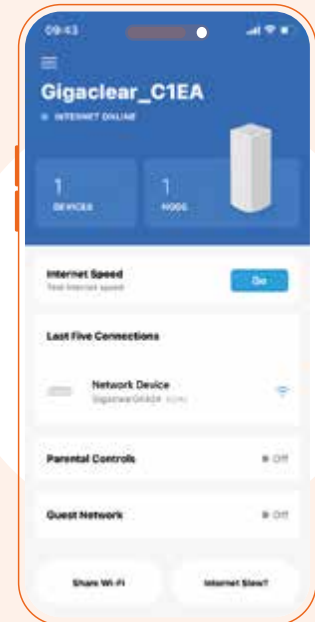 09:43
Gigaclear_C1EA
INTERNET ONLINE
1 1
DEVICES NODE
Internet Speed Go
Test internet speed
Last Five Connections
Network Device
Parental Controls Off
Guest Network Off
Share Wi-Fi Internet Slow?